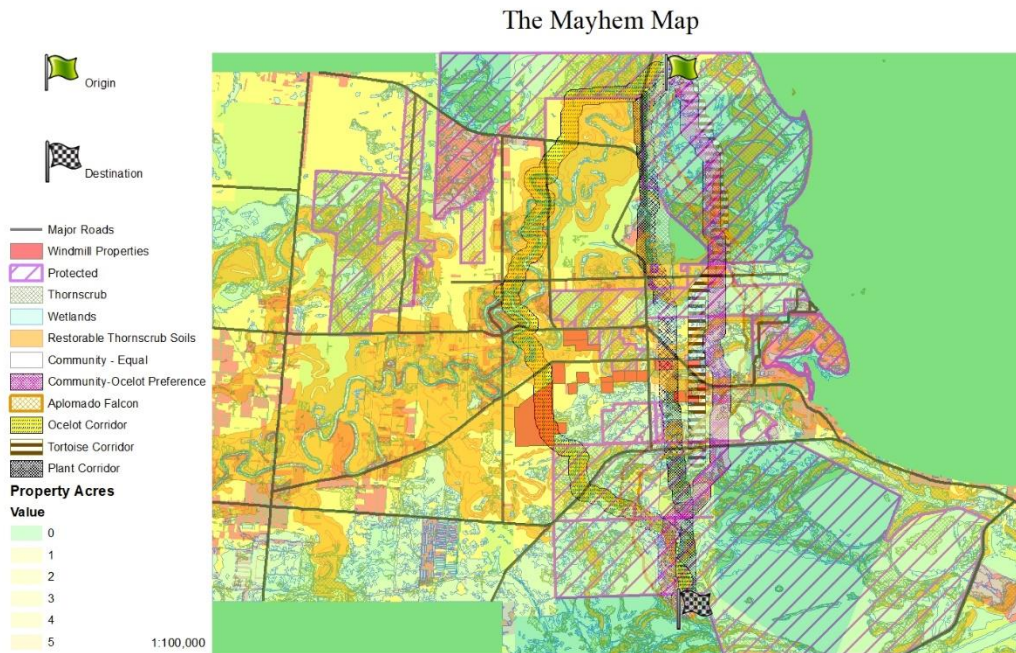 The Mayhem Map
Origin
Destination
Major Roads
Windmill Properties
Protected
Thornscrub
Wetlands
Restorable Thornscrub Soils
Community - Equal
Community-Ocelot Preference
Aplomado Falcon
Ocelot Corridor
Tortoise Corridor
Plant Corridor
Property Acres
Value
0
1
2
3
4
5
1:100,000